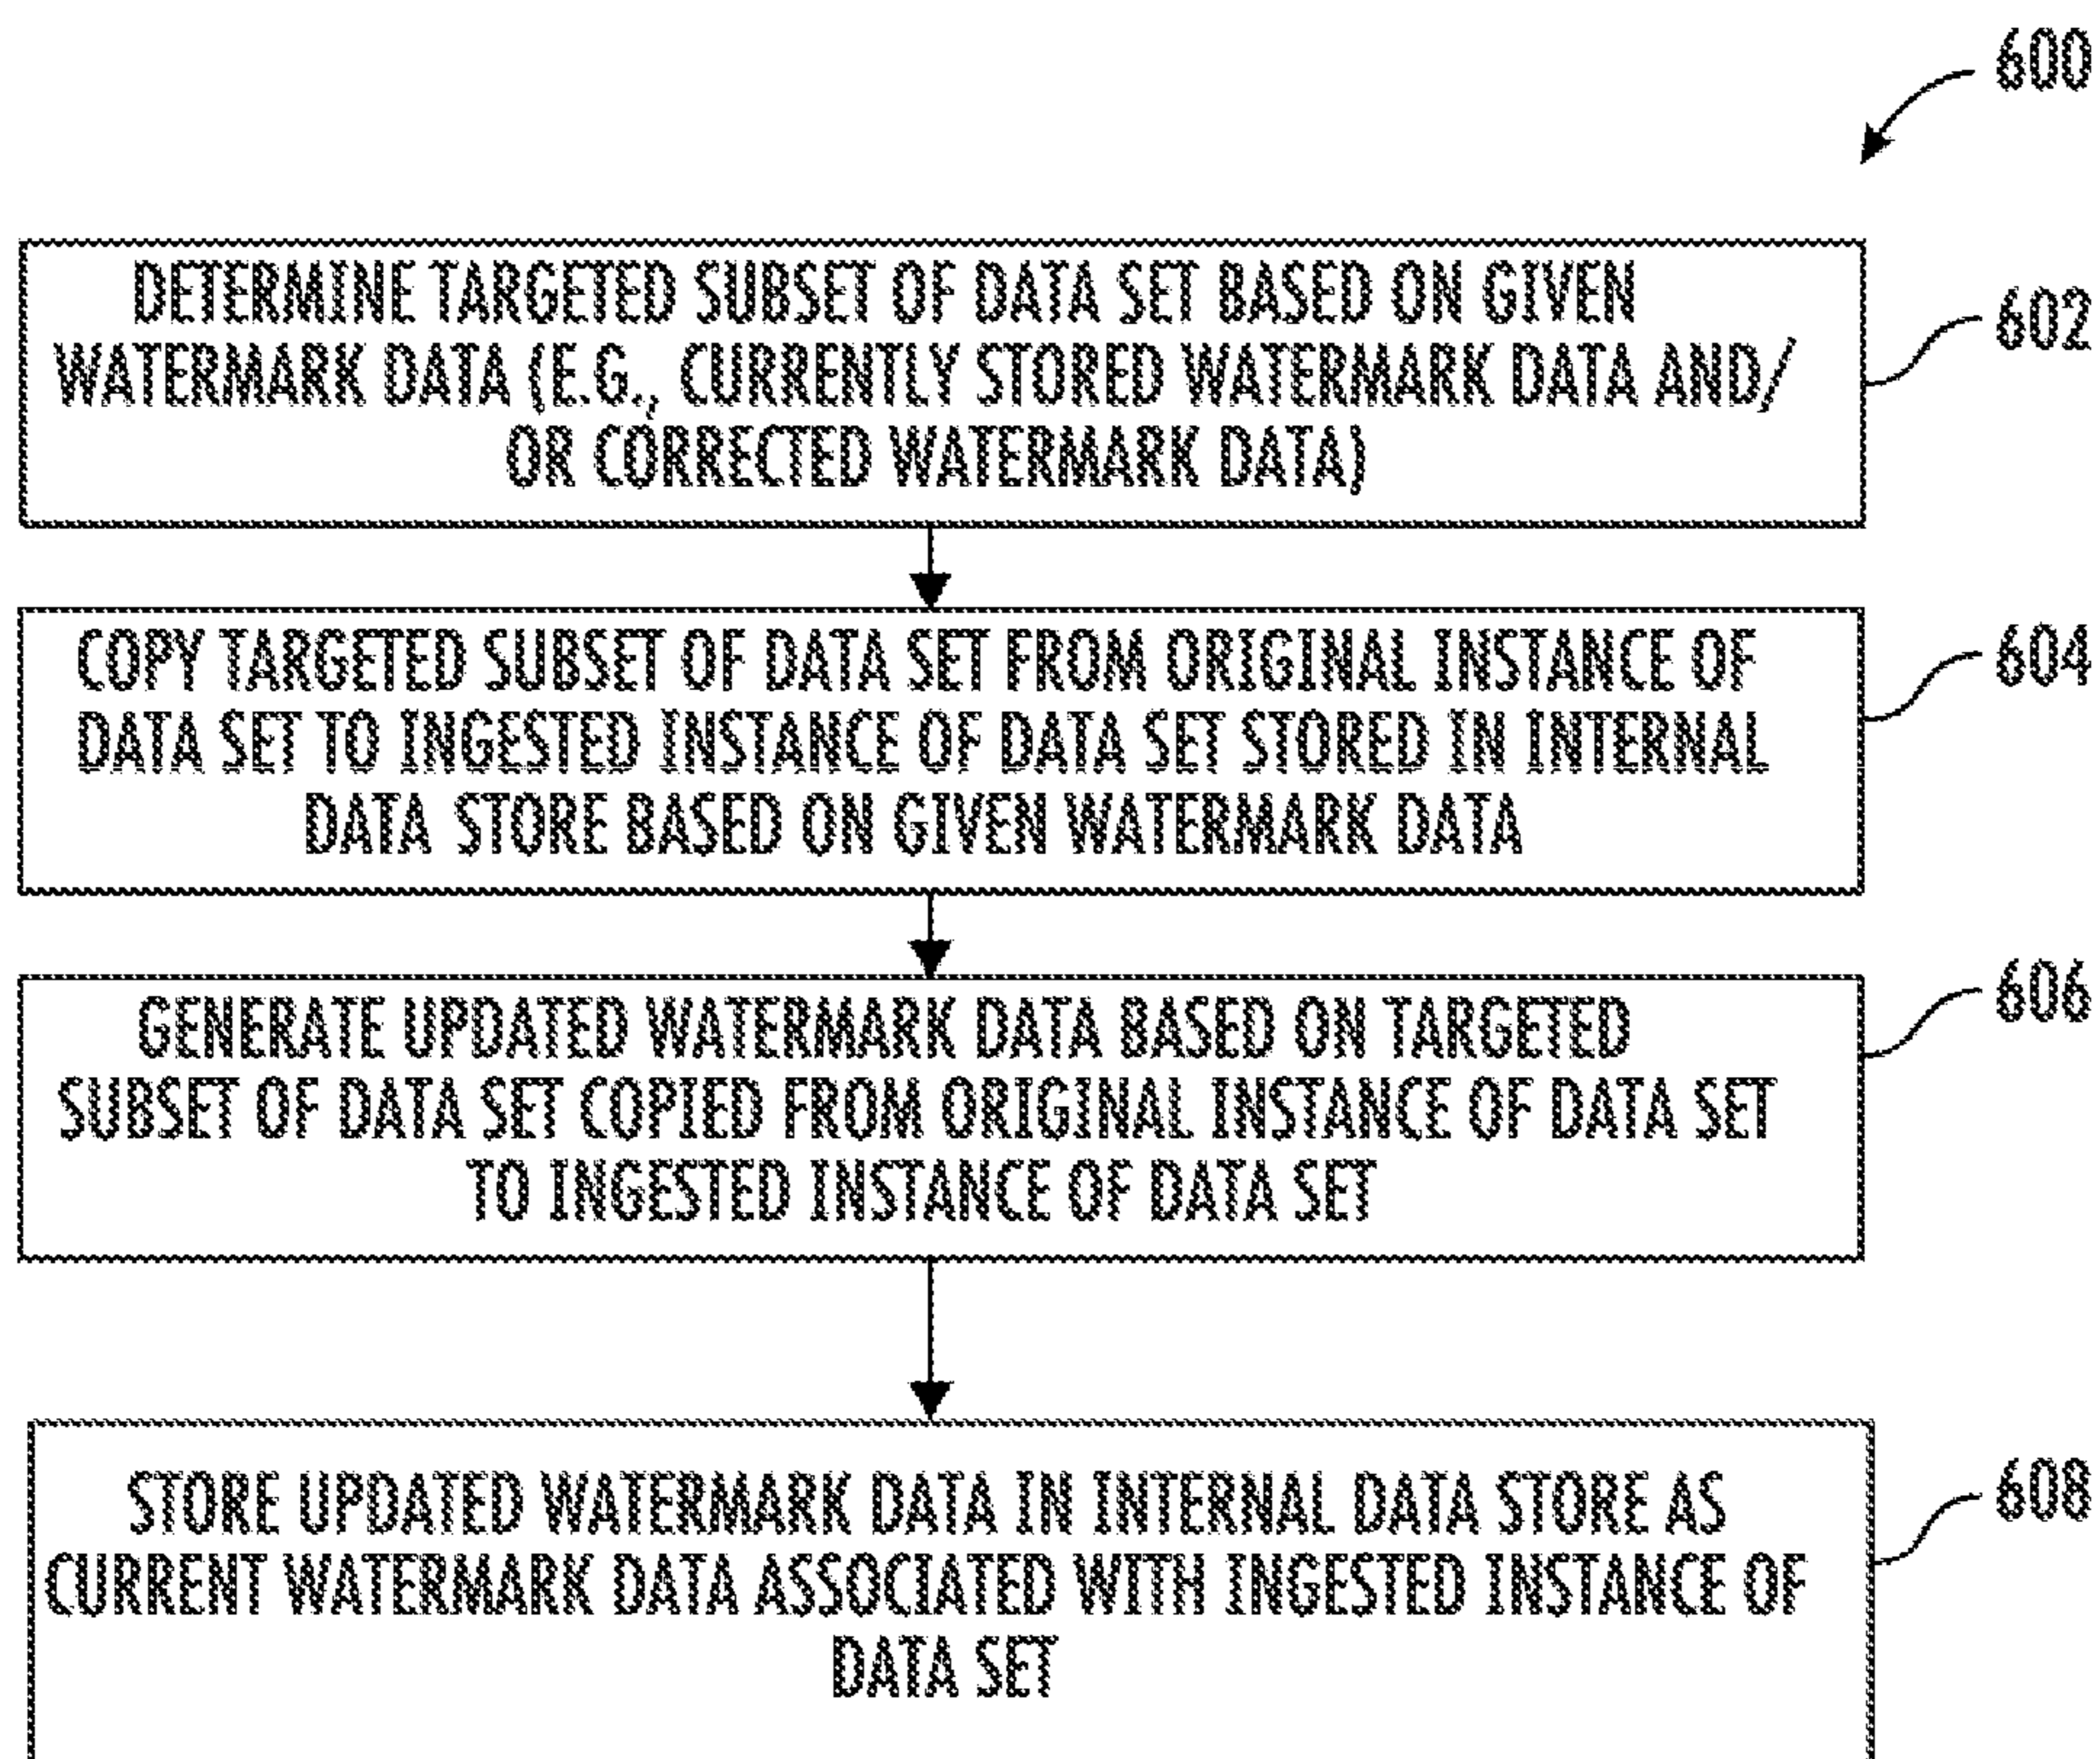 600
DETERMINE TARGETED SUBSET OF DATA SET BASED ON GIVEN
WATERMARK DATA (E.G., CURRENTLY STORED WATERMARK DATA AND/
OR CORRECTED WATERMARK DATA)
602
COPY TARGETED SUBSET OF DATA SET FROM ORIGINAL INSTANCE OF
DATA SET TO INGESTED INSTANCE OF DATA SET STORED IN INTERNAL
DATA STORE BASED ON GIVEN WATERMARK DATA
604
GENERATE UPDATED WATERMARK DATA BASED ON TARGETED
SUBSET OF DATA SET COPIED FROM ORIGINAL INSTANCE OF DATA SET
TO INGESTED INSTANCE OF DATA SET
606
STORE UPDATED WATERMARK DATA IN INTERNAL DATA STORE AS
CURRENT WATERMARK DATA ASSOCIATED WITH INGESTED INSTANCE OF
DATA SET
608